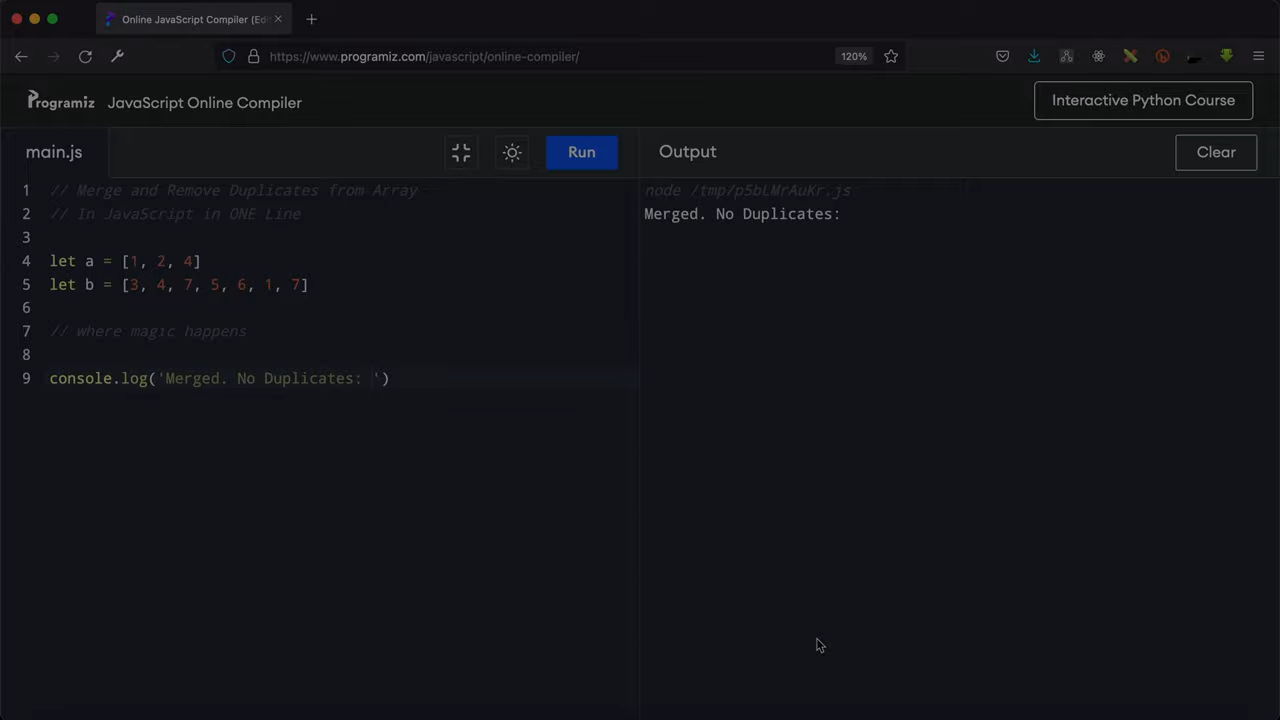 Online JavaScript Compiler (Edi
https://www.programiz.com/javascript/online-compiler/
120%
Programiz
JavaScript Online Compiler
Interactive Python Course
main.js
Run
Output
Clear
1 // Merge and Remove Duplicates from Array
2 // In JavaScript in ONE Line
3
4 let a = [1, 2, 4]
5 let b = [3, 4, 7, 5, 6, 1, 7]
6
7 // where magic happens
8
9 console.log('Merged. No Duplicates: ')
node /tmp/p5bLMrAuKr.js
Merged. No Duplicates: